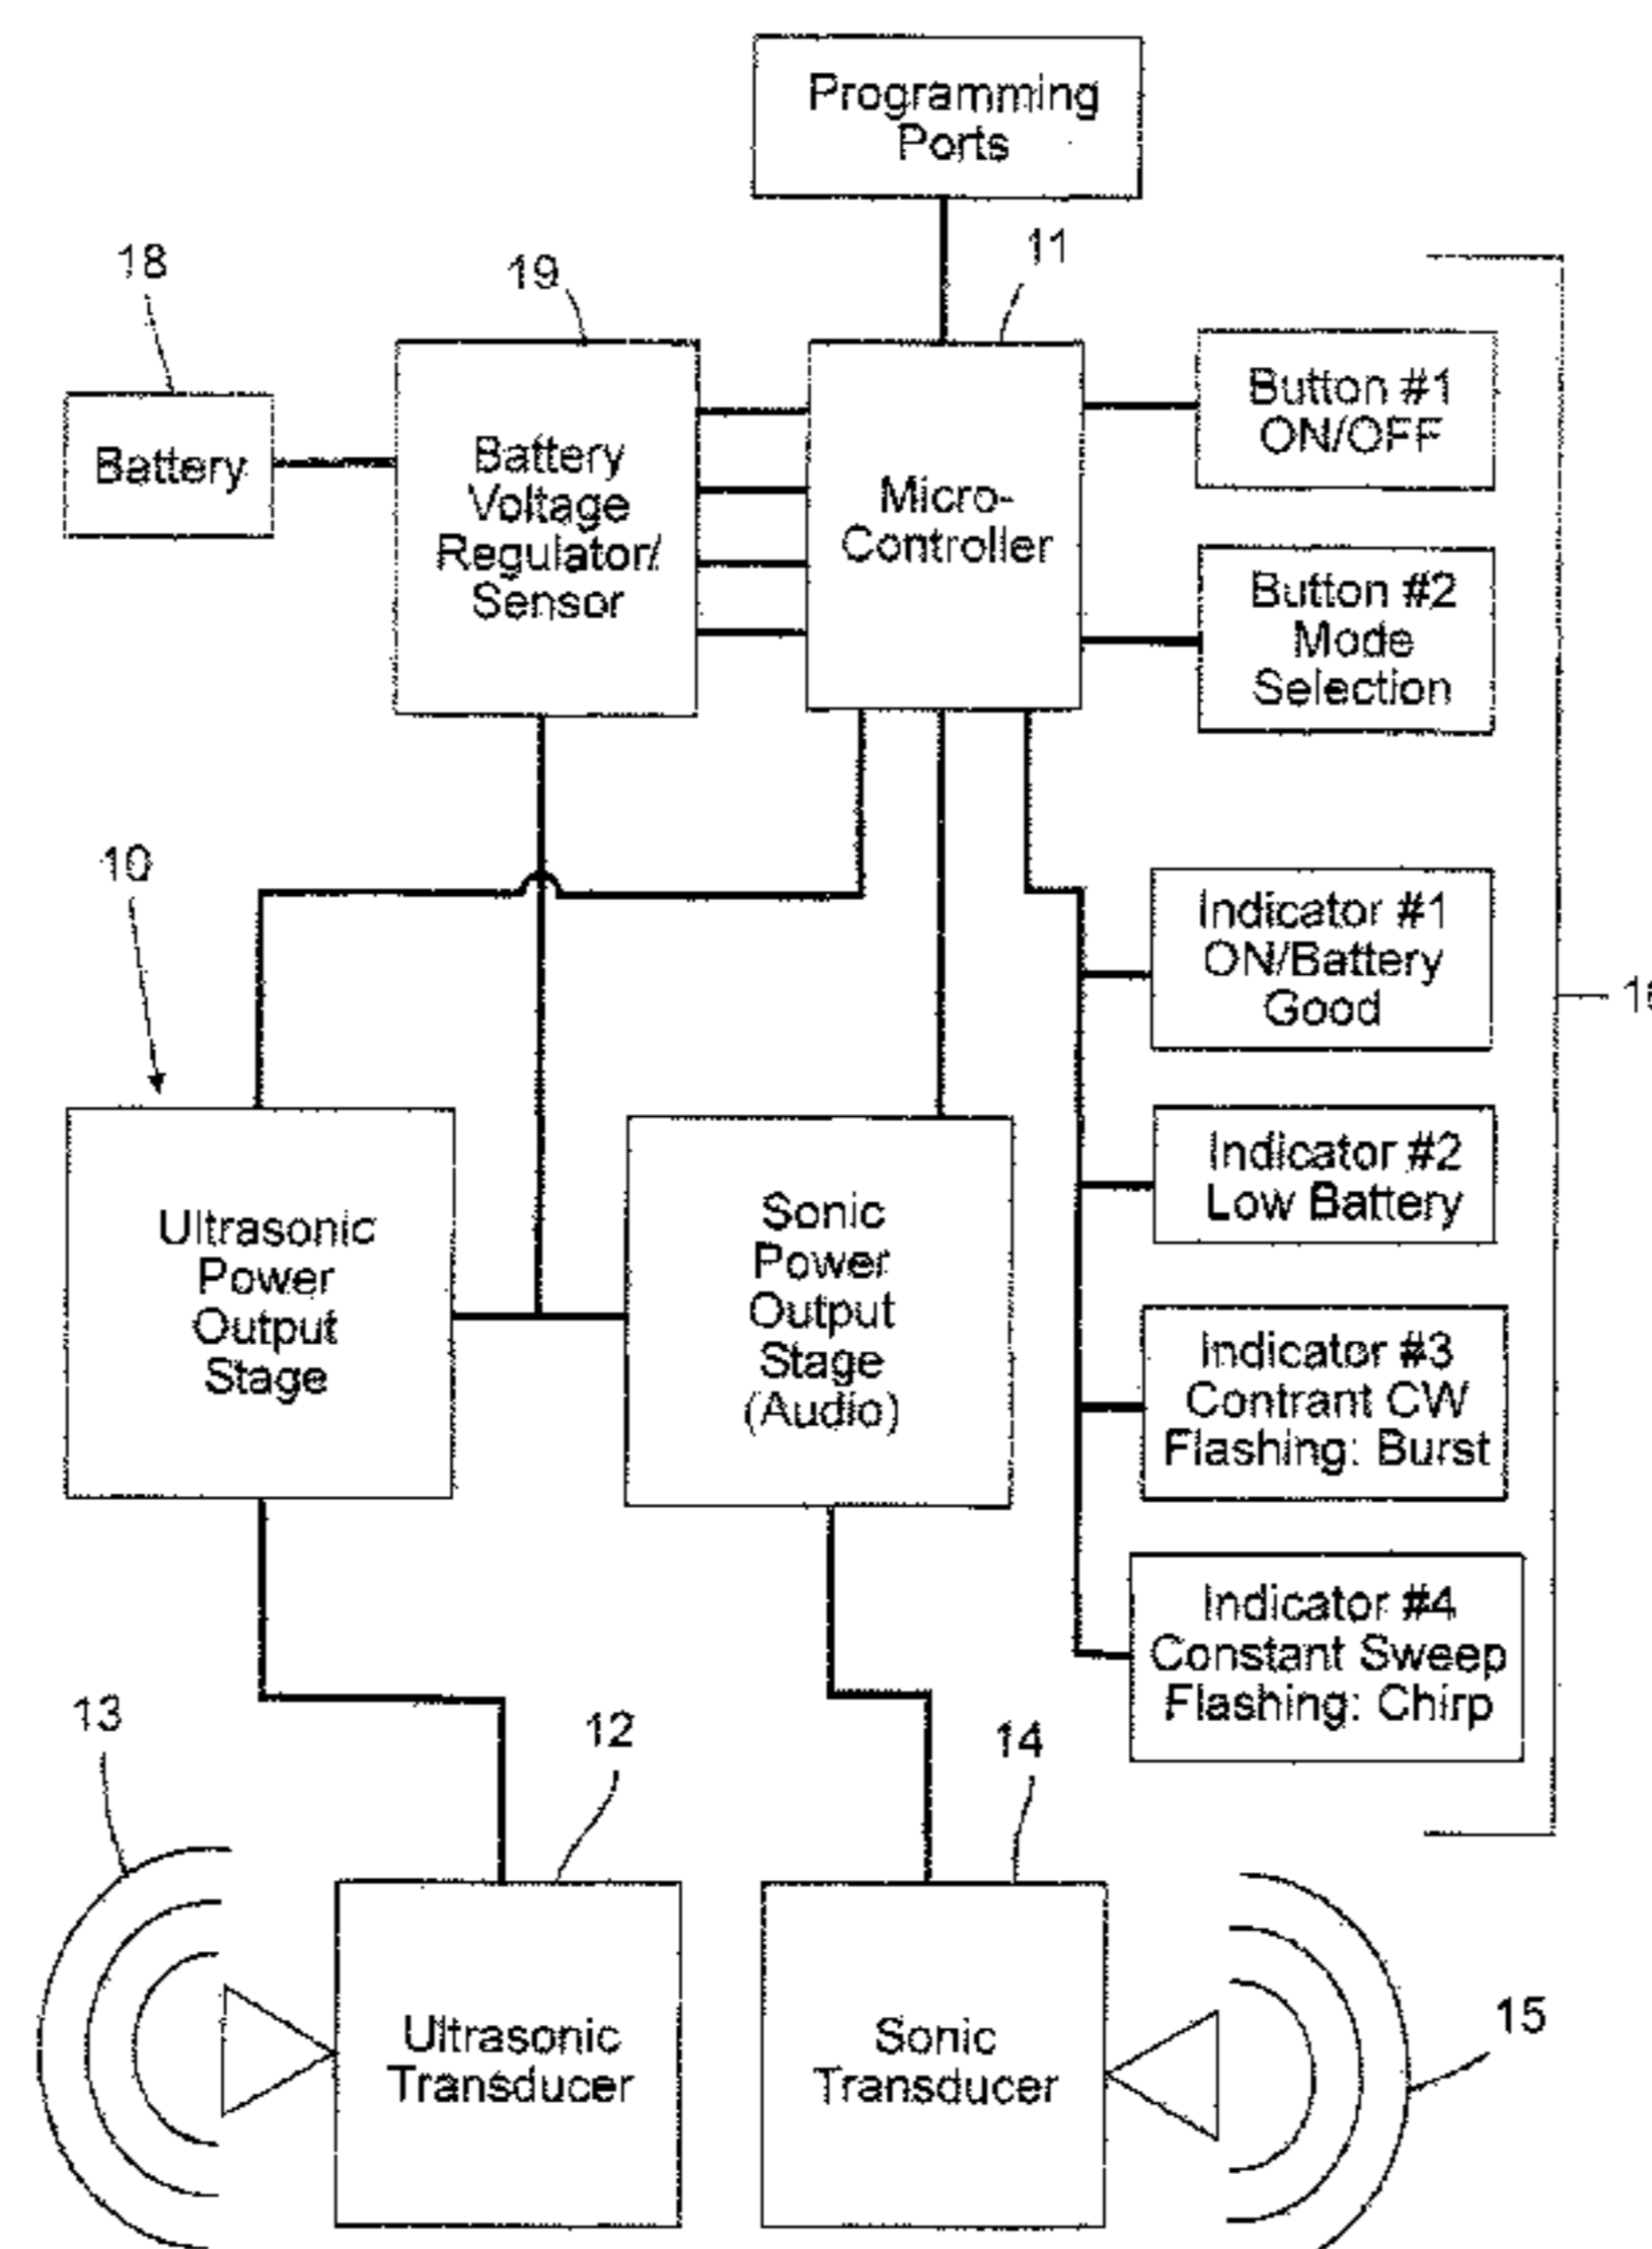 Programming
Ports
18
19
11
Battery
Battery
Voltage
Regulator/
Sensor
Micro-
Controller
Button #1
ON/OFF
Button #2
Mode
Selection
10
Indicator #1
ON/Battery
Good
Indicator #2
Low Battery
Ultrasonic
Power
Output
Stage
Sonic
Power
Output
Stage
(Audio)
Indicator #3
Contrant CW
Flashing: Burst
Indicator #4
Constant Sweep
Flashing: Chirp
13
12
14
15
Ultrasonic
Transducer
Sonic
Transducer